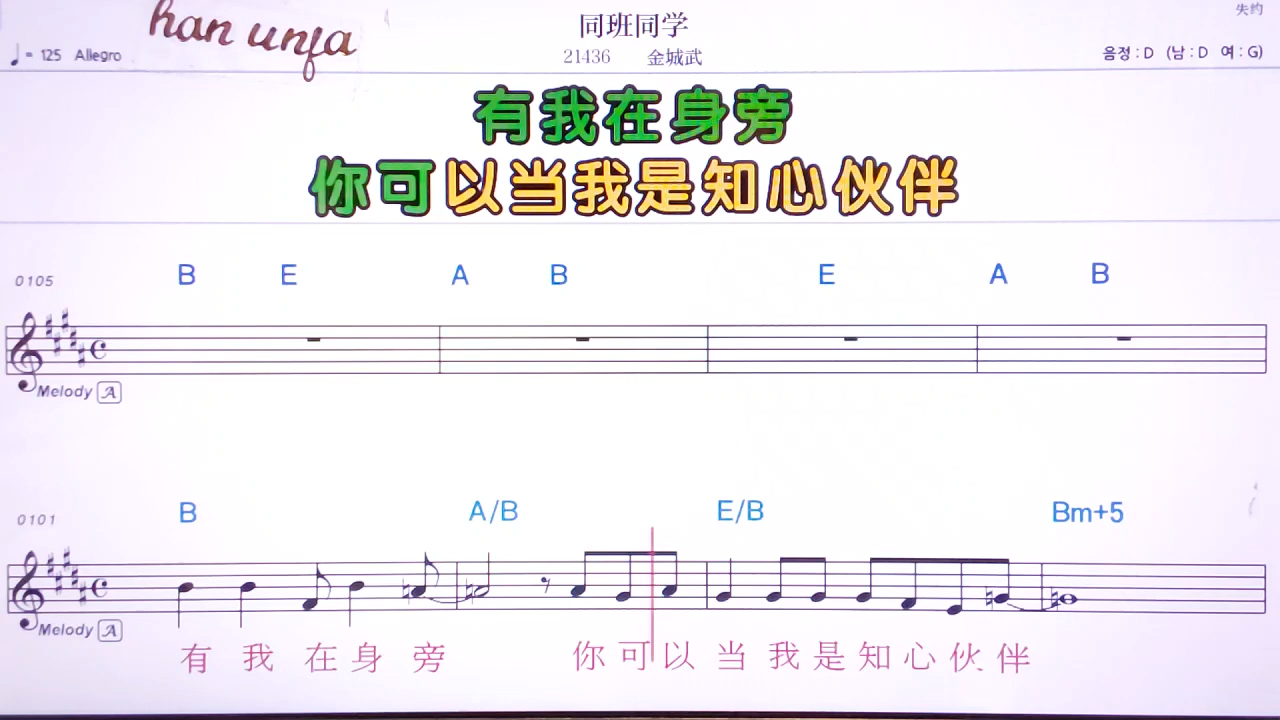 han unfa
同班同学
失约
♩= 125 Allegro
21436 金城武
음정 : D (남 : D 여 : G)
有我在身旁
你可以当我是知心伙伴
0105 B E A B E A B
Melody A
0101 B A/B E/B Bm+5
Melody A
有 我 在 身 旁 你 可 以 当 我 是 知 心 伙 伴